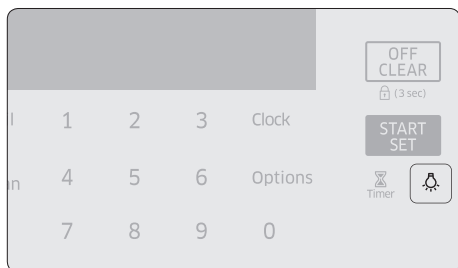 OFF
CLEAR
(3 sec)
1 2 3 Clock
START
SET
4 5 6 Options
Timer
7 8 9 0